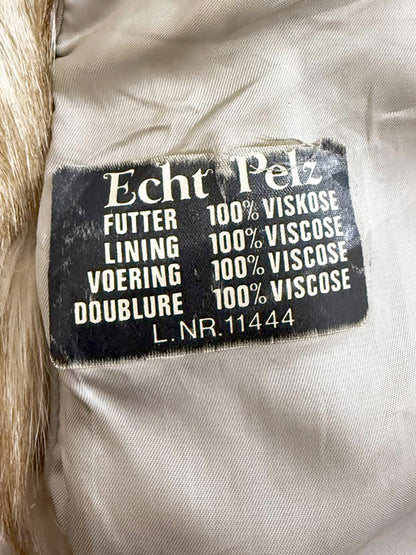 Echt Pelz
FUTTER 100% VISKOSE
LINING 100% VISCOSE
VOERING 100% VISCOSE
DOUBLURE 100% VISCOSE
L.NR.11444